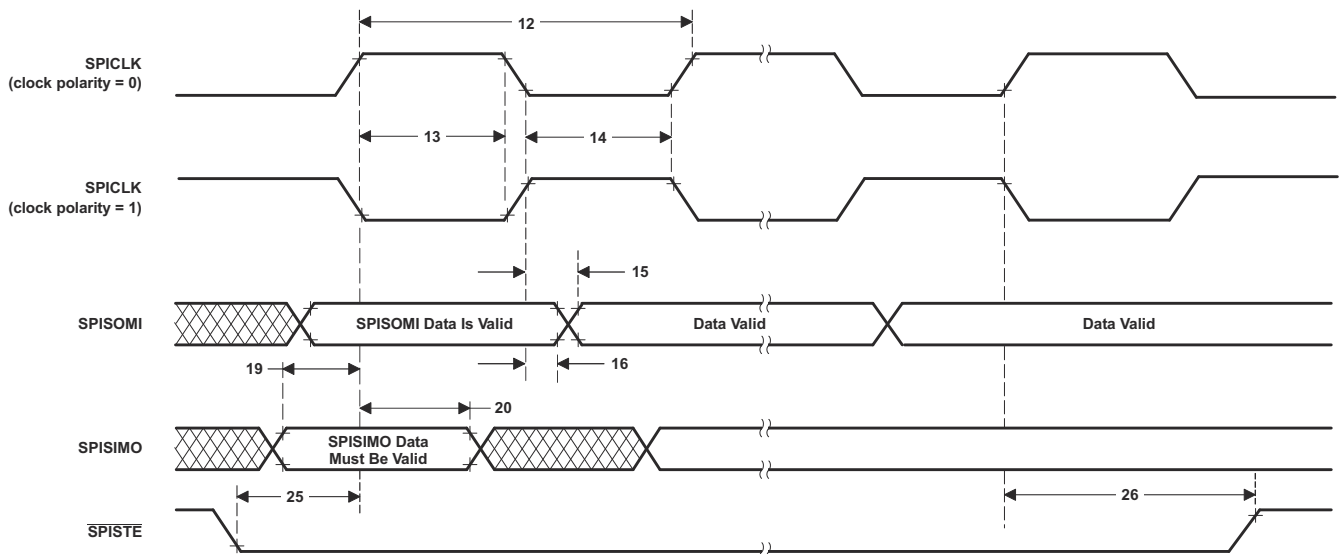 12
SPICLK
(clock polarity = 0)
13
14
SPICLK
(clock polarity = 1)
15
SPISOMI
SPISOMI Data Is Valid
Data Valid
Data Valid
16
19
20
SPISIMO
SPISIMO Data
Must Be Valid
25
26
SPISTE